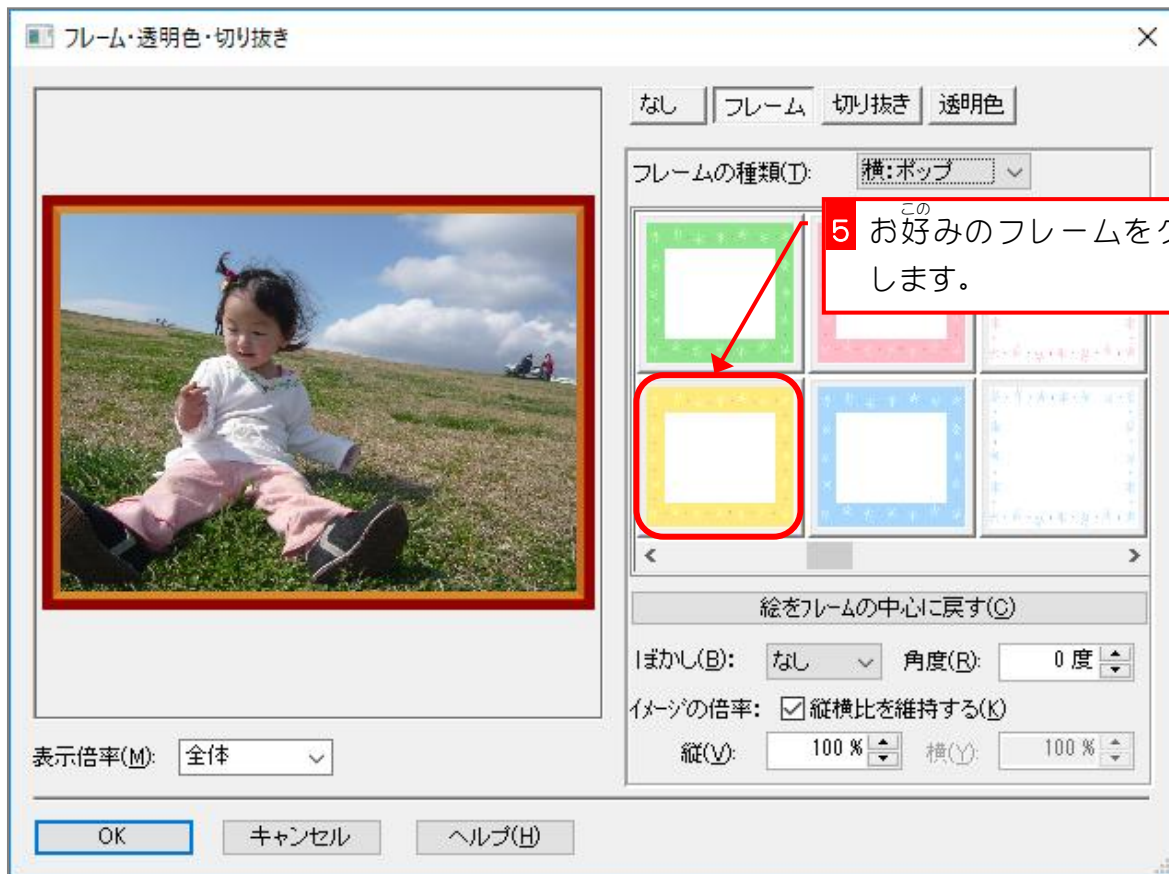 フレーム・透明色・切り抜き
なし フレーム 切り抜き 透明色
フレームの種類(T): 横:ポップ
この
5 お好みのフレームをク
します。
絵をフレームの中心に戻す(C)
ぼかし(B): なし 角度(R): 0 度
イメージの倍率: 縦横比を維持する(K)
縦(V): 100 % 横(Y): 100 %
表示倍率(M): 全体
OK キャンセル ヘルプ(H)